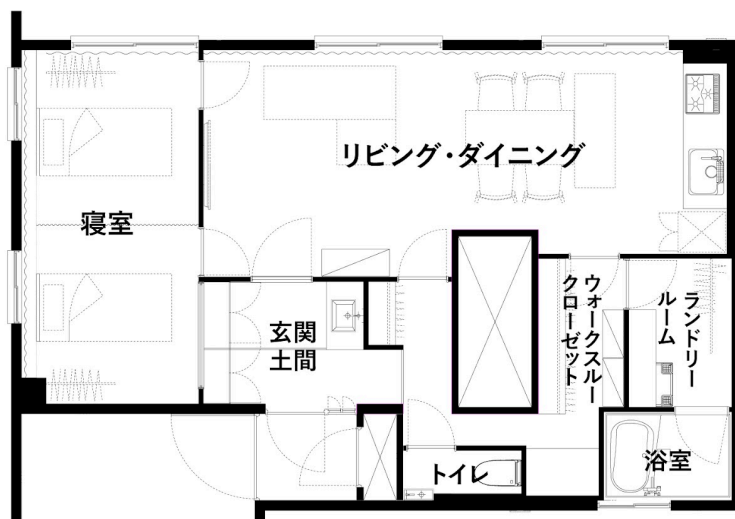 リビング・ダイニング
寝室
玄関
土間
ウォークスルー
クローゼット
ランドリー
ルーム
トイレ
浴室